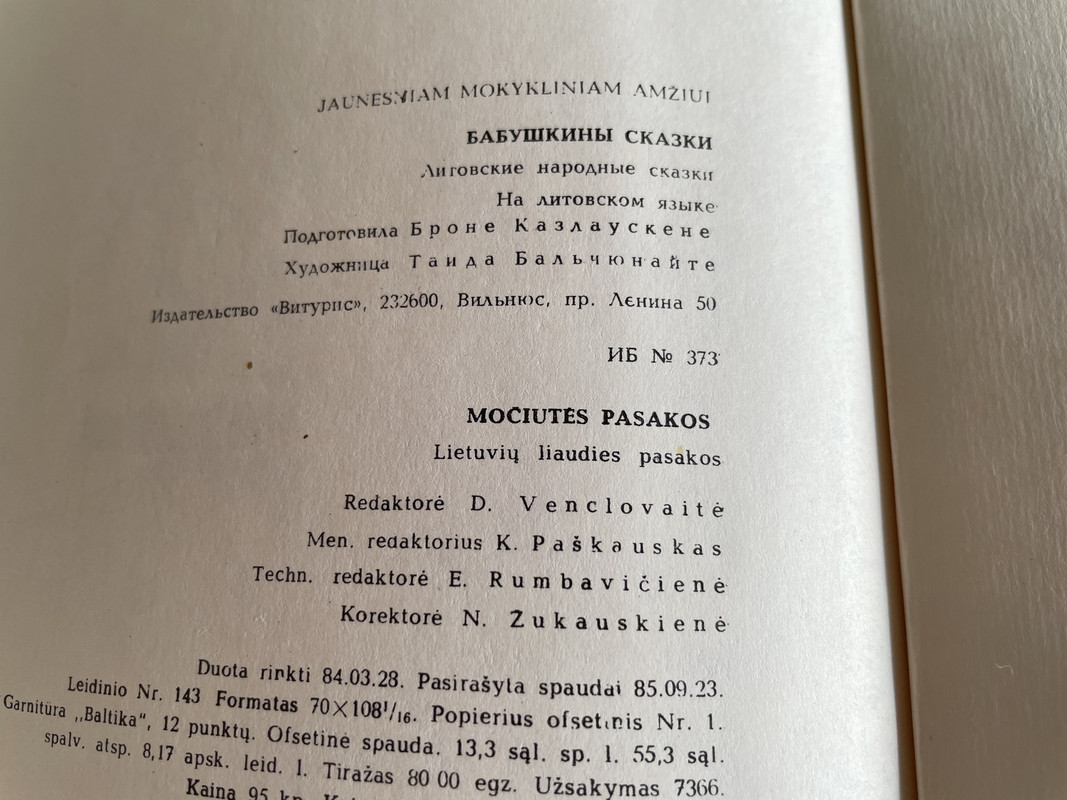 JAUNESNIAM MOKYKLINIAM AMŽIUI
БАБУШКИНЫ СКАЗКИ
Литовские народные сказки
На литовском языке
Подготовила Броне Казлаускене
Художница Таида Бальчюнайте
Издательство «Витурис», 232600, Вильнюс, пр. Ленина 50
ИБ № 373
MOČIUTĖS PASAKOS
Lietuvių liaudies pasakos
Redaktorė D. Venclovaitė
Men. redaktorius K. Paškauskas
Techn. redaktorė E. Rumbavičienė
Korektorė N. Žukauskienė
Duota rinkti 84.03.28. Pasirašyta spaudai 85.09.23.
Leidinio Nr. 143 Formatas 70×108¹/₁₆. Popierius ofsetinis Nr. 1.
Garnitūra „Baltika“, 12 punktų. Ofsetinė spauda. 13,3 sąl. sp. l. 55,3 sąl.
spalv. atsp. 8,17 apsk. leid. l. Tiražas 80 00 egz. Užsakymas 7366.
Kaina 95 kp.